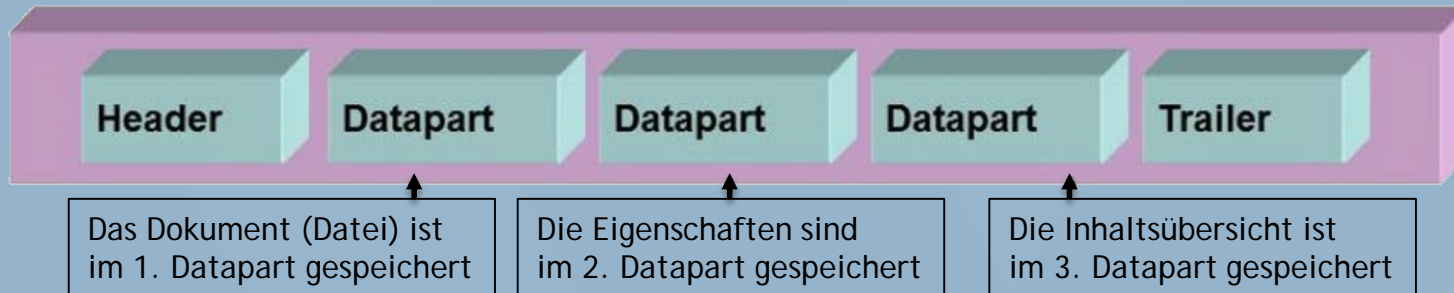 Header Datapart Datapart Datapart Trailer
Das Dokument (Datei) ist
im 1. Datapart gespeichert
Die Eigenschaften sind
im 2. Datapart gespeichert
Die Inhaltsübersicht ist
im 3. Datapart gespeichert